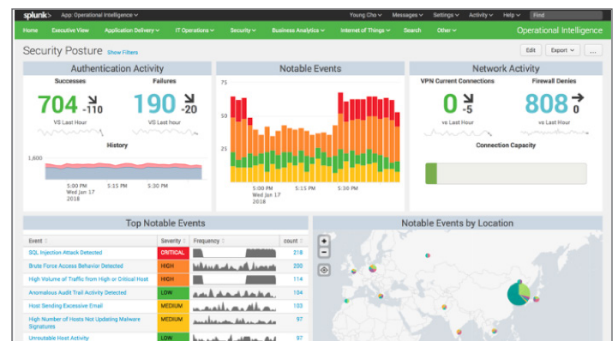 splunk> App: Operational Intelligence
Young Cho Messages Settings Activity Help Find
Home Executive View Application Delivery IT Operations Security Business Analytics Internet of Things Search Other Operational Intelligence
Security Posture Show Filters Edit Export ...
Authentication Activity
Successes Failures
704 -110
190 -20
VS Last Hour VS Last Hour
History
1,800
5:00 PM 5:15 PM 5:30 PM
Wed Jan 17
2018
Notable Events
75
50
25
5:00 PM 5:15 PM 5:30 PM
Wed Jan 17
2018
Network Activity
VPN Current Connections Firewall Denies
0 -5
808 0
vs Last Hour vs Last Hour
Connection Capacity
Top Notable Events
Event Severity Frequency count
SQL Injection Attack Detected CRITICAL 218
Brute Force Access Behavior Detected HIGH 200
High Volume of Traffic from High or Critical Host HIGH 114
Anomalous Audit Trail Activity Detected LOW 104
Host Sending Excessive Email MEDIUM 100
High Number of Hosts Not Updating Malware MEDIUM 97
Signatures
Unroutable Host Activity LOW 97
Notable Events by Location
+
-